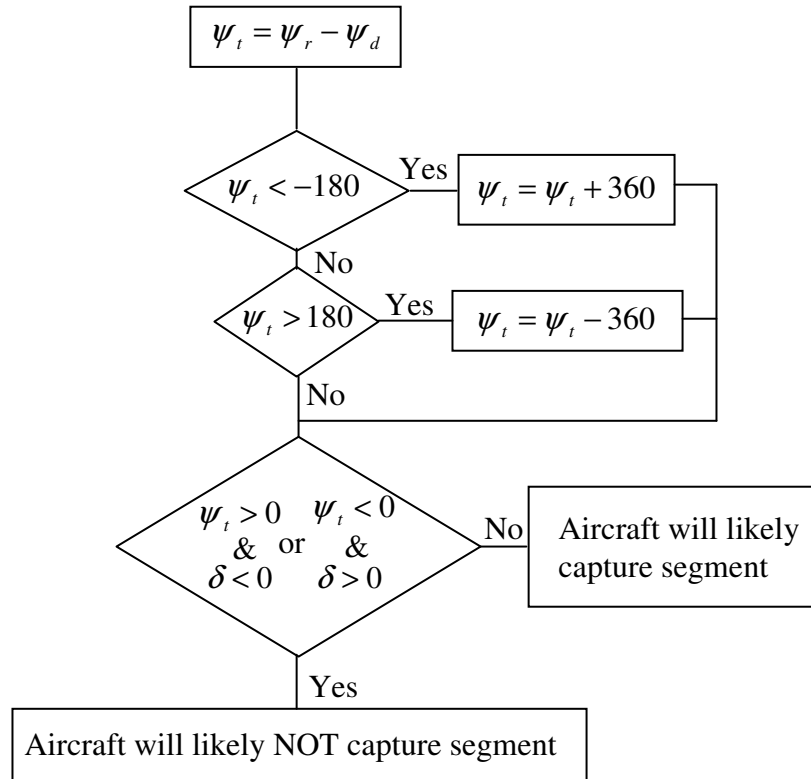 ψ_t = ψ_r − ψ_d
ψ_t < −180
Yes
ψ_t = ψ_t + 360
No
ψ_t > 180
Yes
ψ_t = ψ_t − 360
No
ψ_t > 0 ψ_t < 0
& or &
δ < 0 δ > 0
No
Aircraft will likely
capture segment
Yes
Aircraft will likely NOT capture segment